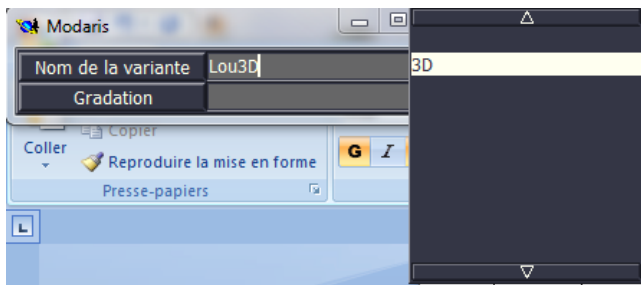 Modaris
Nom de la variante Lou3D
3D
Gradation
Copier
Coller
Reproduire la mise en forme
G I
Presse-papiers
L